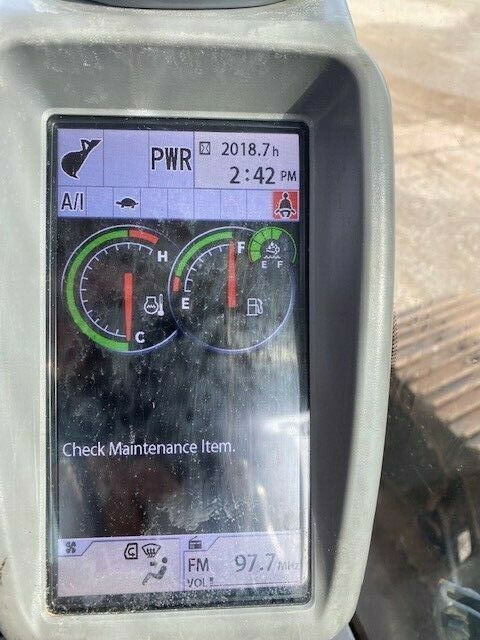 PWR
2018.7h
2:42 PM
A/I
H
C
F
E
E F
Check Maintenance Item.
C
FM 97.7 MHz
VOL